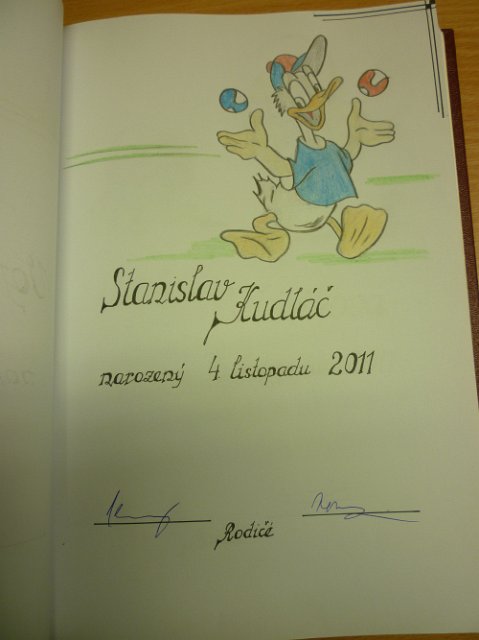 Stanislav
Kudláč
narozený 4 listopadu 2011
Rodiče